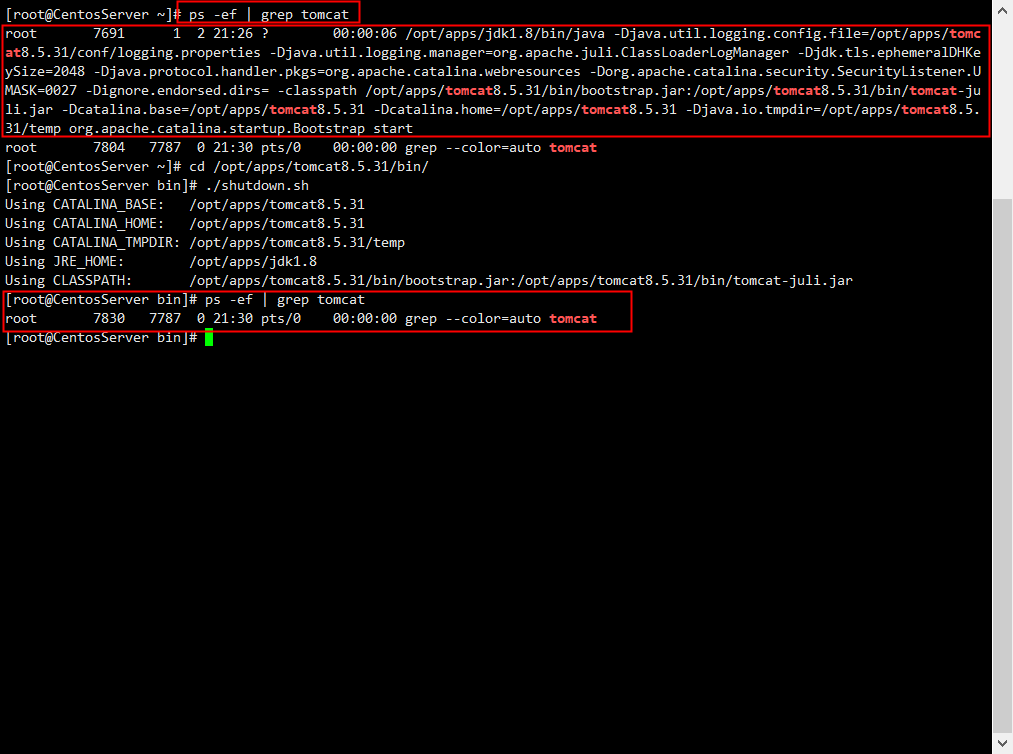 [root@CentosServer ~]# ps -ef | grep tomcat
root       7691      1  2 21:26 ?        00:00:06 /opt/apps/jdk1.8/bin/java -Djava.util.logging.config.file=/opt/apps/tomc
at8.5.31/conf/logging.properties -Djava.util.logging.manager=org.apache.juli.ClassLoaderLogManager -Djdk.tls.ephemeralDHKe
ySize=2048 -Djava.protocol.handler.pkgs=org.apache.catalina.webresources -Dorg.apache.catalina.security.SecurityListener.U
MASK=0027 -Dignore.endorsed.dirs= -classpath /opt/apps/tomcat8.5.31/bin/bootstrap.jar:/opt/apps/tomcat8.5.31/bin/tomcat-ju
li.jar -Dcatalina.base=/opt/apps/tomcat8.5.31 -Dcatalina.home=/opt/apps/tomcat8.5.31 -Djava.io.tmpdir=/opt/apps/tomcat8.5.
31/temp org.apache.catalina.startup.Bootstrap start
root       7804   7787  0 21:30 pts/0    00:00:00 grep --color=auto tomcat
[root@CentosServer ~]# cd /opt/apps/tomcat8.5.31/bin/
[root@CentosServer bin]# ./shutdown.sh
Using CATALINA_BASE:   /opt/apps/tomcat8.5.31
Using CATALINA_HOME:   /opt/apps/tomcat8.5.31
Using CATALINA_TMPDIR: /opt/apps/tomcat8.5.31/temp
Using JRE_HOME:        /opt/apps/jdk1.8
Using CLASSPATH:       /opt/apps/tomcat8.5.31/bin/bootstrap.jar:/opt/apps/tomcat8.5.31/bin/tomcat-juli.jar
[root@CentosServer bin]# ps -ef | grep tomcat
root       7830   7787  0 21:30 pts/0    00:00:00 grep --color=auto tomcat
[root@CentosServer bin]#